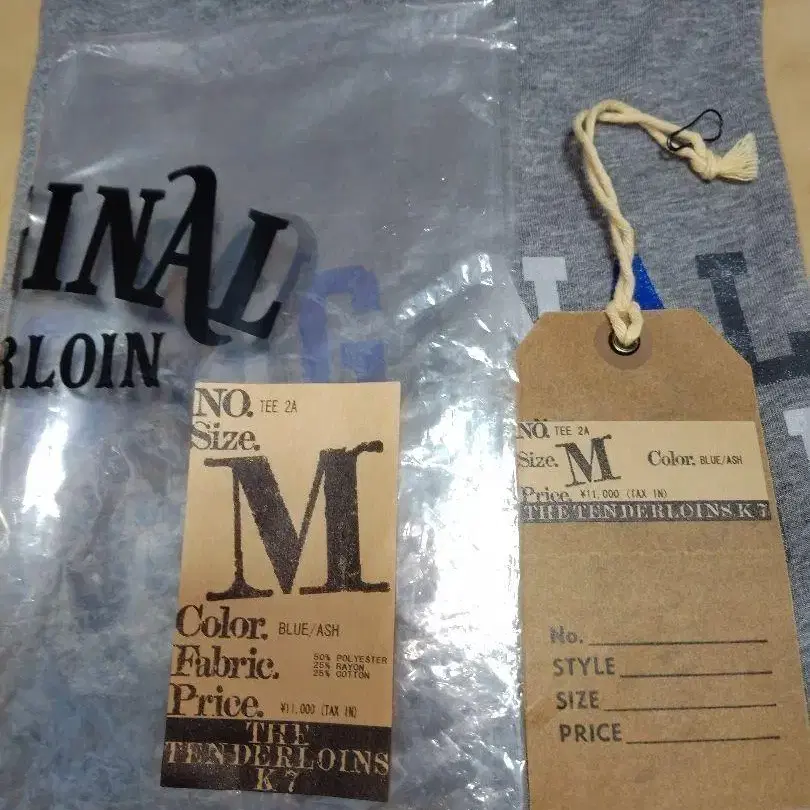 INAL
RLOIN
G NAL
NO. TEE 2A
Size.
M
Color. BLUE/ASH
Fabric. 50% POLYESTER
25% RAYON
25% COTTON
Price. ¥11,000 (TAX IN)
THE
TENDERLOINS
K7
NO. TEE 2A
Size. M Color. BLUE/ASH
Price. ¥11,000 (TAX IN)
THE TENDERLOINS K7
No.
STYLE
SIZE
PRICE